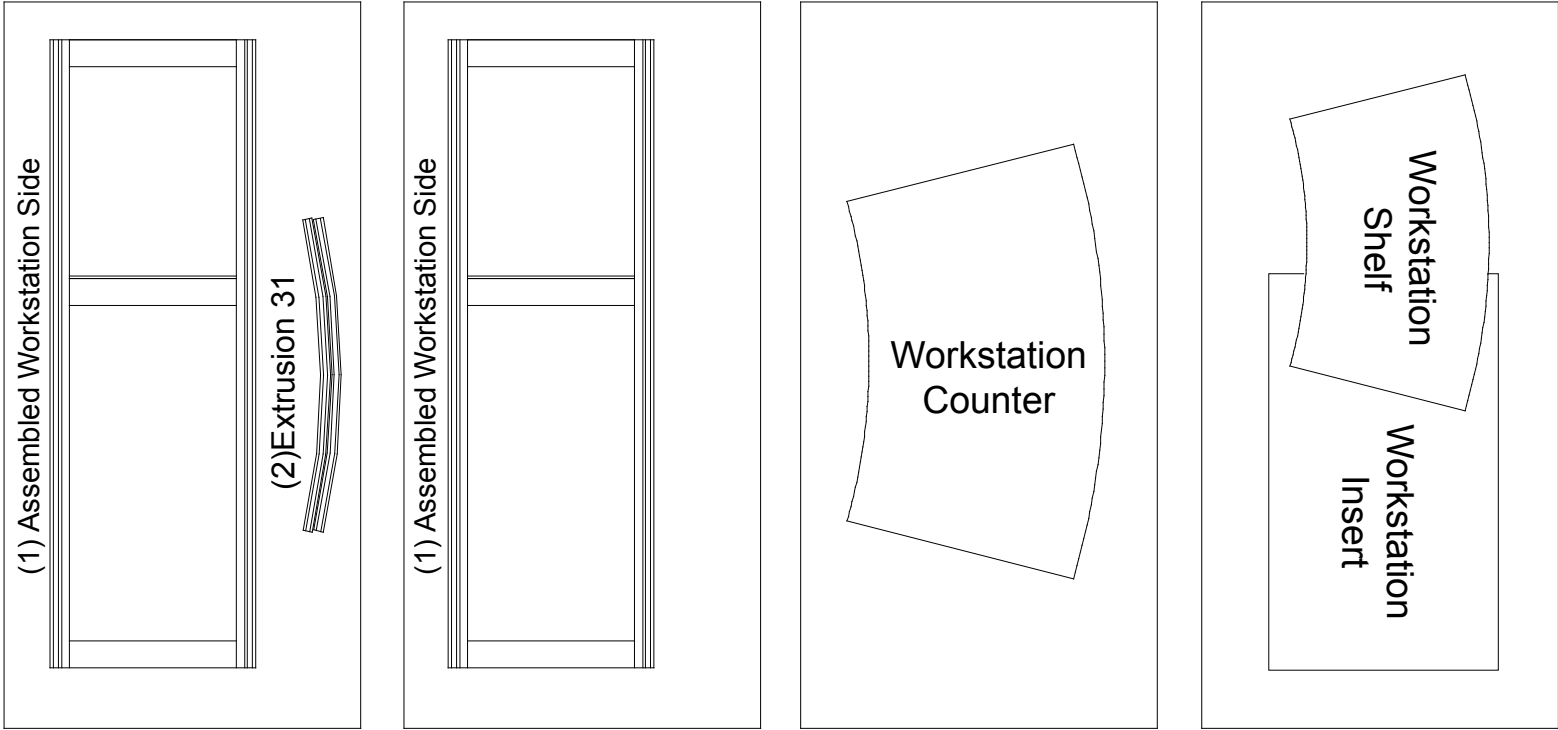 (1) Assembled Workstation Side
(2)Extrusion 31
(1) Assembled Workstation Side
Workstation
Counter
Workstation
Shelf
Workstation
Insert